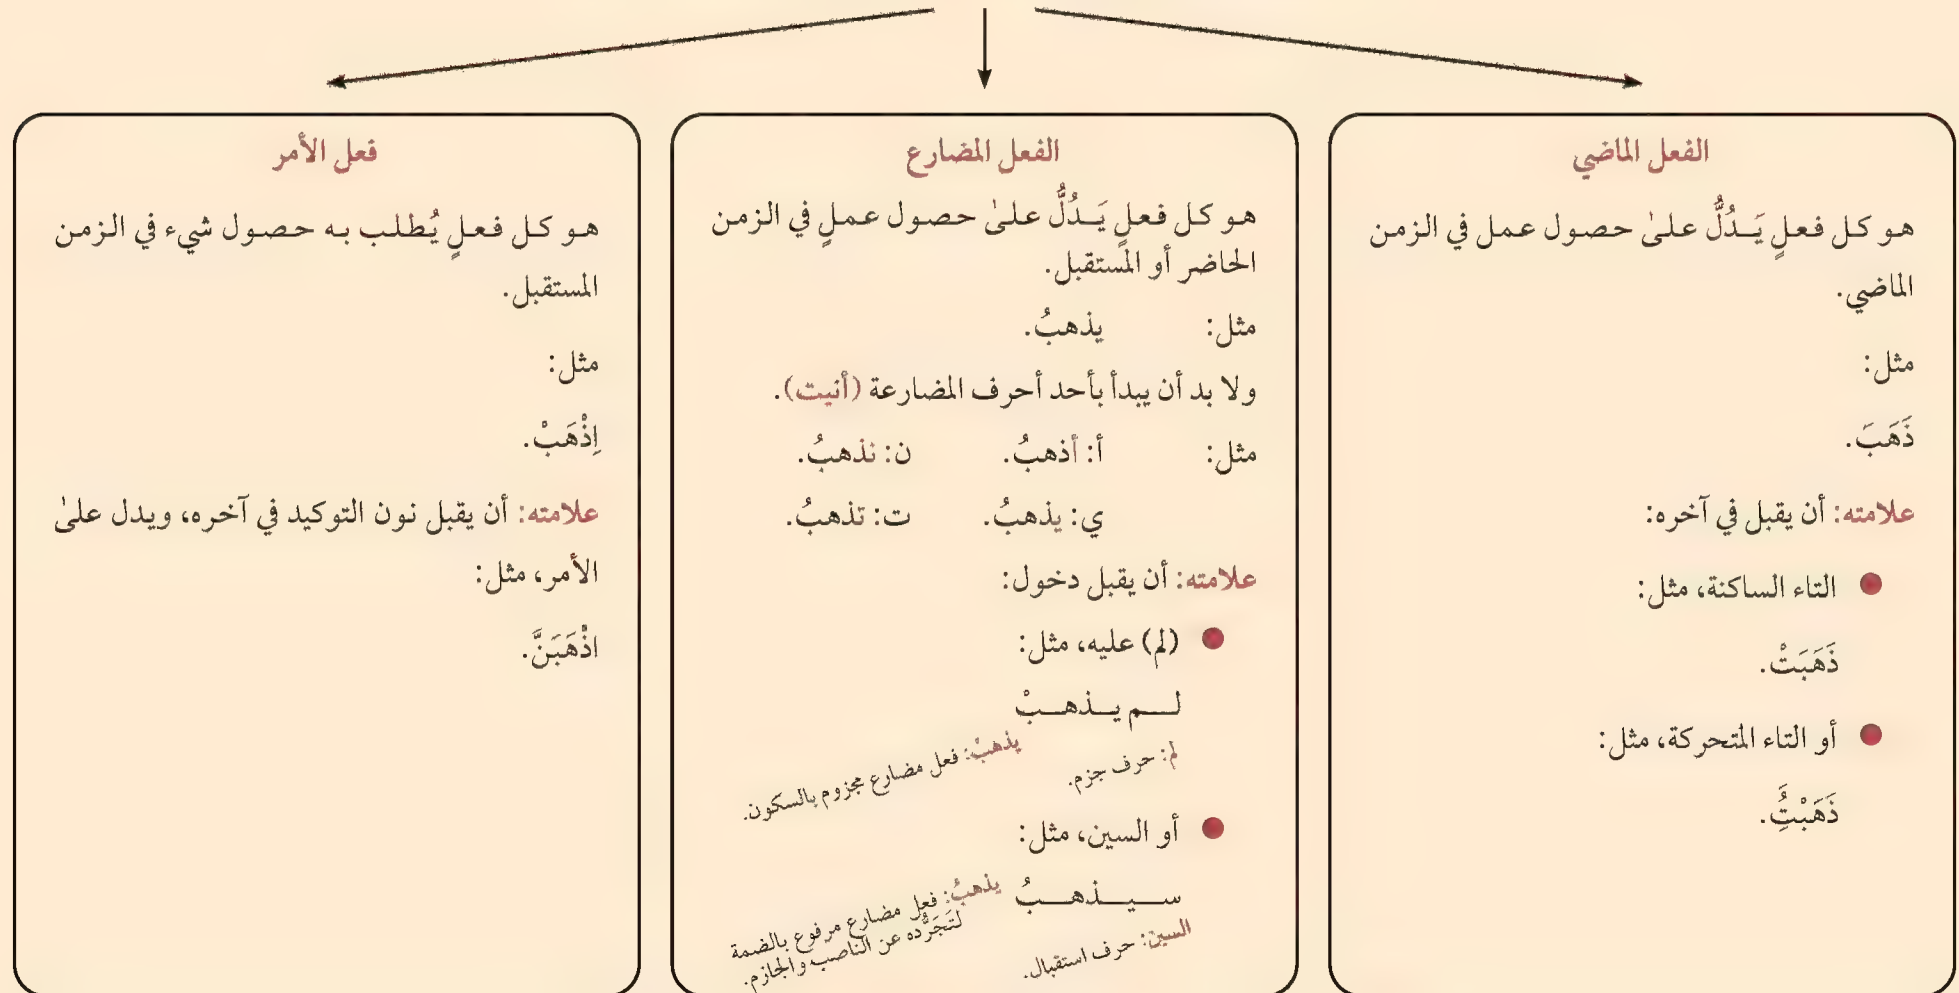 الفعل الماضي
هو كل فعلٍ يَـدُلُّ علىٰ حصول عمل في الزمن
الماضي.
مثل:
ذَهَبَ.
علامته: أن يقبل في آخره:
● التاء الساكنة، مثل:
ذَهَبَتْ.
● أو التاء المتحركة، مثل:
ذَهَبْتَُِ.
الفعل المضارع
هو كل فعلٍ يَـدُلُّ علىٰ حصول عملٍ في الزمن
الحاضر أو المستقبل.
مثل: يذهبُ.
ولا بد أن يبدأ بأحد أحرف المضارعة (أنيت).
مثل: أ: أذهبُ. ن: نذهبُ.
ي: يذهبُ. ت: تذهبُ.
علامته: أن يقبل دخول:
● (لم) عليه، مثل:
لـــم يــذهـــبْ
لم: حرف جزم.
يذهبْ: فعل مضارع مجزوم بالسكون.
● أو السين، مثل:
ســـيـــذهـــبُ
السين: حرف استقبال.
يذهبُ: فعل مضارع مرفوع بالضمة
لتَجَرُّده عن الناصب والجازم.
فعل الأمر
هو كل فعلٍ يُطلب به حصول شيء في الزمن
المستقبل.
مثل:
اِذْهَبْ.
علامته: أن يقبل نون التوكيد في آخره، ويدل علىٰ
الأمر، مثل:
اذْهَبَنَّ.